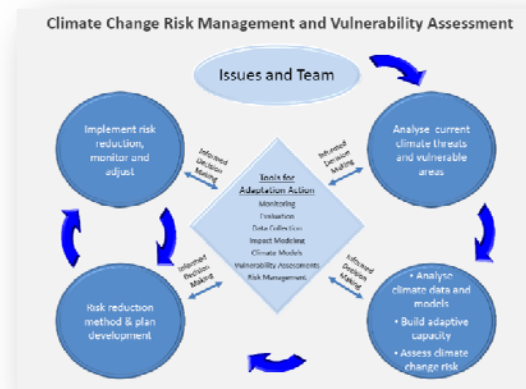 Climate Change Risk Management and Vulnerability Assessment
Issues and Team
Implement risk
reduction,
monitor and
adjust
Informed
Decision
Making
Informed
Decision
Making
Analyse current
climate threats
and vulnerable
areas
Tools for
Adaptation Action
Monitoring
Evaluation
Data Collection
Impact Modeling
Climate Models
Vulnerability Assessments
Risk Management
Risk reduction
method & plan
development
Informed
Decision
Making
Informed
Decision
Making
• Analyse
climate data and
models
• Build adaptive
capacity
• Assess climate
change risk